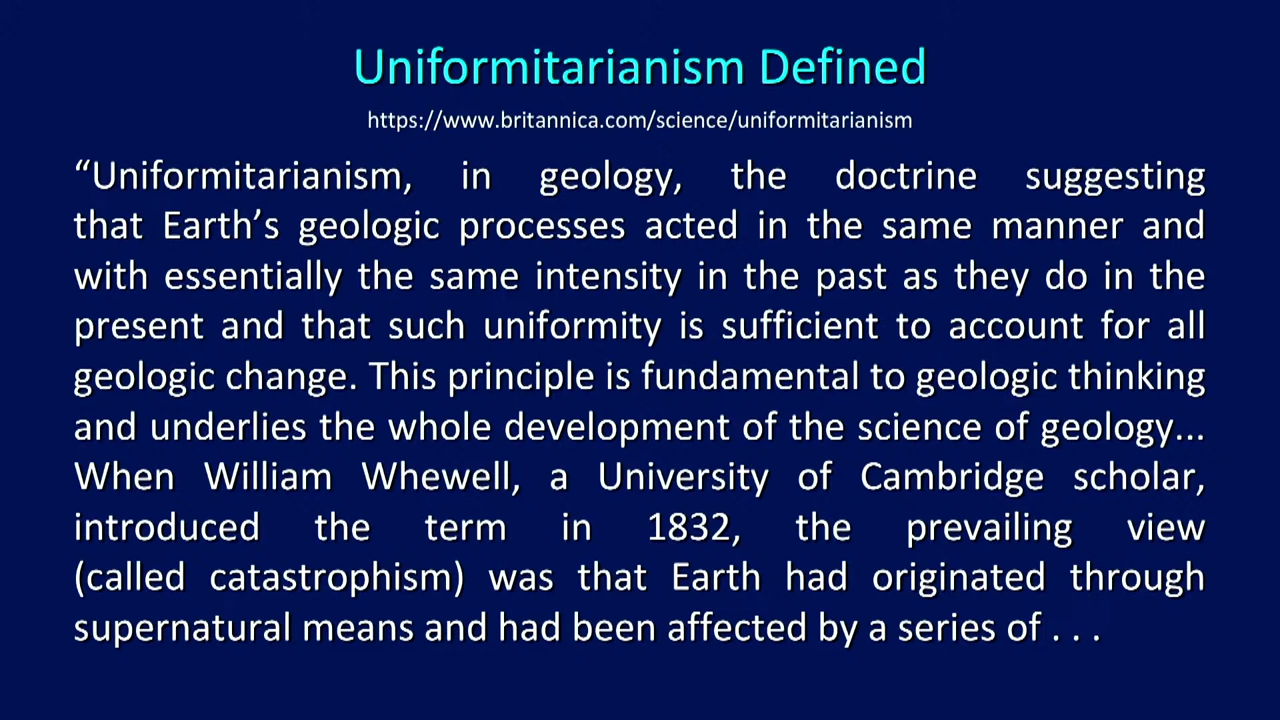 Uniformitarianism Defined
https://www.britannica.com/science/uniformitarianism
“Uniformitarianism, in geology, the doctrine suggesting
that Earth’s geologic processes acted in the same manner and
with essentially the same intensity in the past as they do in the
present and that such uniformity is sufficient to account for all
geologic change. This principle is fundamental to geologic thinking
and underlies the whole development of the science of geology...
When William Whewell, a University of Cambridge scholar,
introduced the term in 1832, the prevailing view
(called catastrophism) was that Earth had originated through
supernatural means and had been affected by a series of . . .